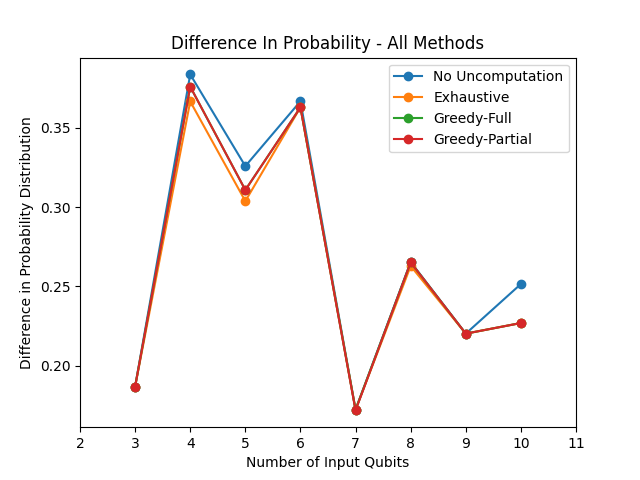 Difference In Probability - All Methods
Difference in Probability Distribution
0.35
0.30
0.25
0.20
No Uncomputation
Exhaustive
Greedy-Full
Greedy-Partial
2 3 4 5 6 7 8 9 10 11
Number of Input Qubits